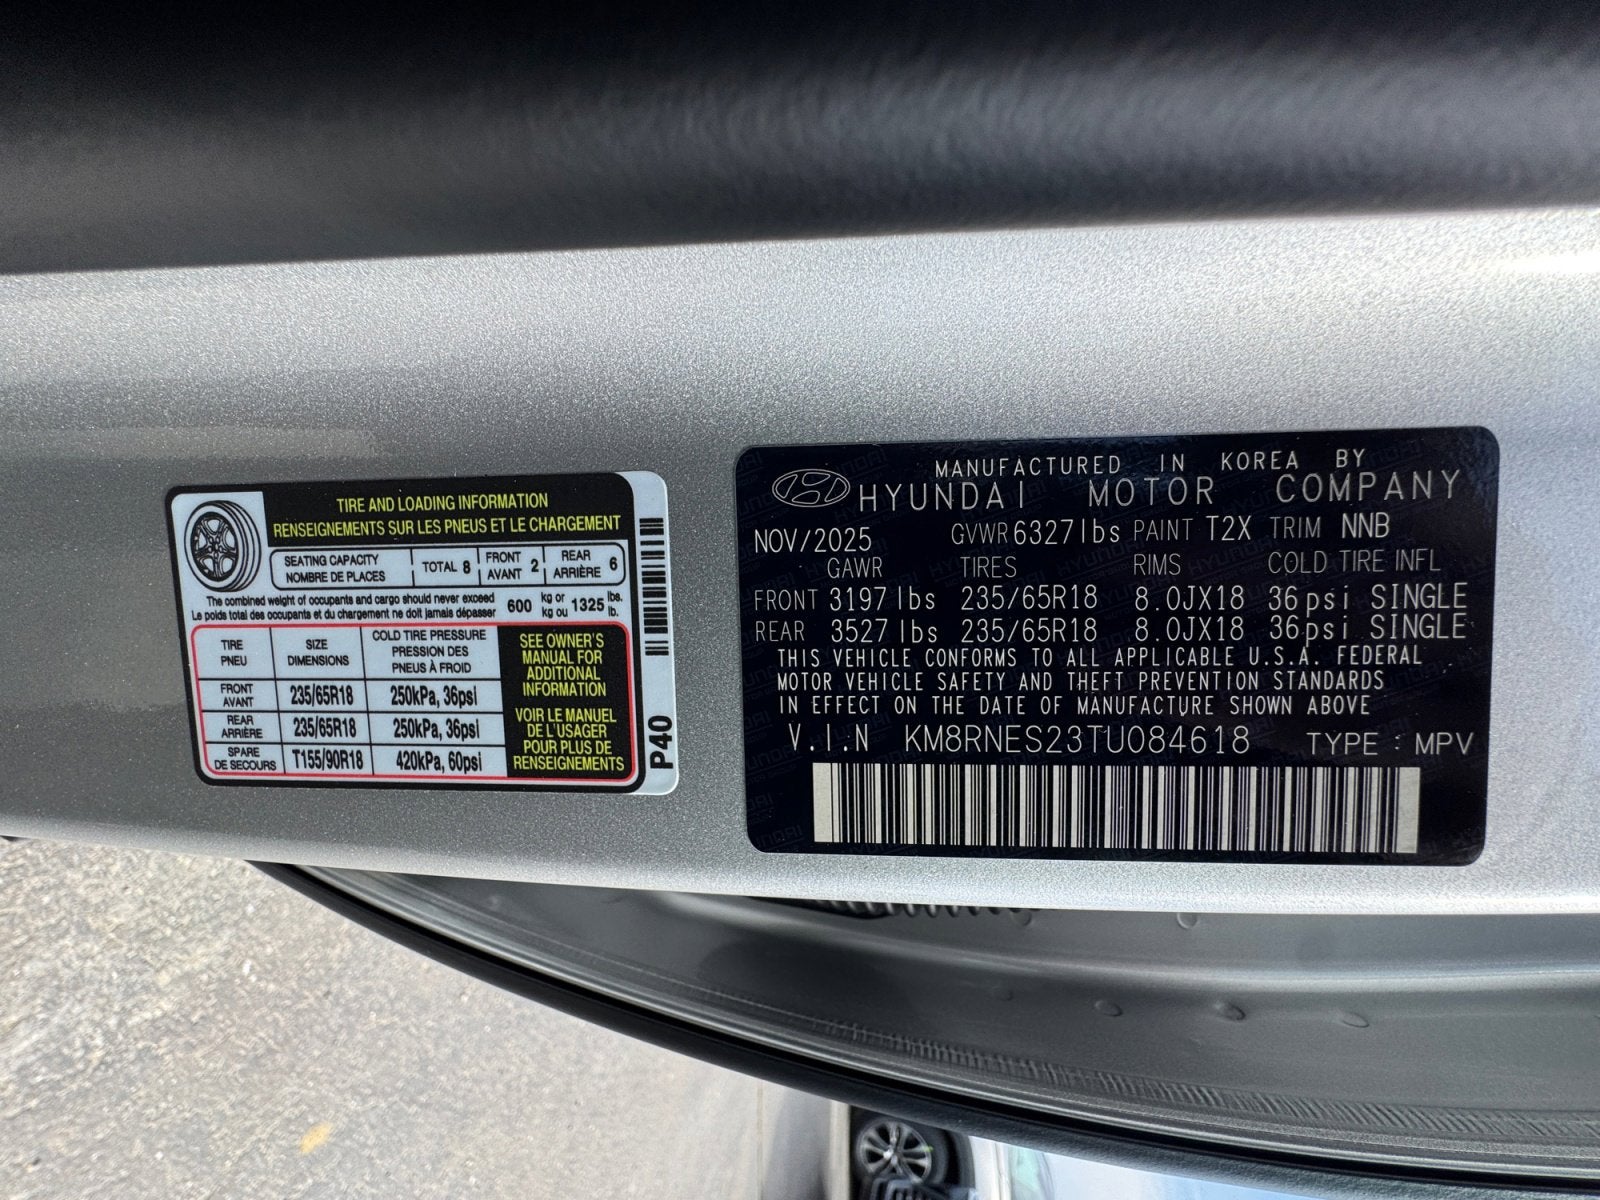 TIRE AND LOADING INFORMATION
RENSEIGNEMENTS SUR LES PNEUS ET LE CHARGEMENT
SEATING CAPACITY
NOMBRE DE PLACES
TOTAL 8
FRONT
AVANT 2
REAR
ARRIÈRE 6
The combined weight of occupants and cargo should never exceed
Le poids total des occupants et du chargement ne doit jamais dépasser
600 kg or
kg ou 1325 lbs.
lb.
TIRE
PNEU
SIZE
DIMENSIONS
COLD TIRE PRESSURE
PRESSION DES
PNEUS À FROID
FRONT
AVANT
235/65R18
250kPa, 36psi
REAR
ARRIÈRE
235/65R18
250kPa, 36psi
SPARE
DE SECOURS
T155/90R18
420kPa, 60psi
SEE OWNER'S
MANUAL FOR
ADDITIONAL
INFORMATION
VOIR LE MANUEL
DE L'USAGER
POUR PLUS DE
RENSEIGNEMENTS
P40
MANUFACTURED IN KOREA BY
HYUNDAI MOTOR COMPANY
NOV/2025 GVWR 6327lbs PAINT T2X TRIM NNB
GAWR TIRES RIMS COLD TIRE INFL
FRONT 3197lbs 235/65R18 8.0JX18 36psi SINGLE
REAR 3527lbs 235/65R18 8.0JX18 36psi SINGLE
THIS VEHICLE CONFORMS TO ALL APPLICABLE U.S.A. FEDERAL
MOTOR VEHICLE SAFETY AND THEFT PREVENTION STANDARDS
IN EFFECT ON THE DATE OF MANUFACTURE SHOWN ABOVE
V.I.N KM8RNES23TU084618 TYPE : MPV